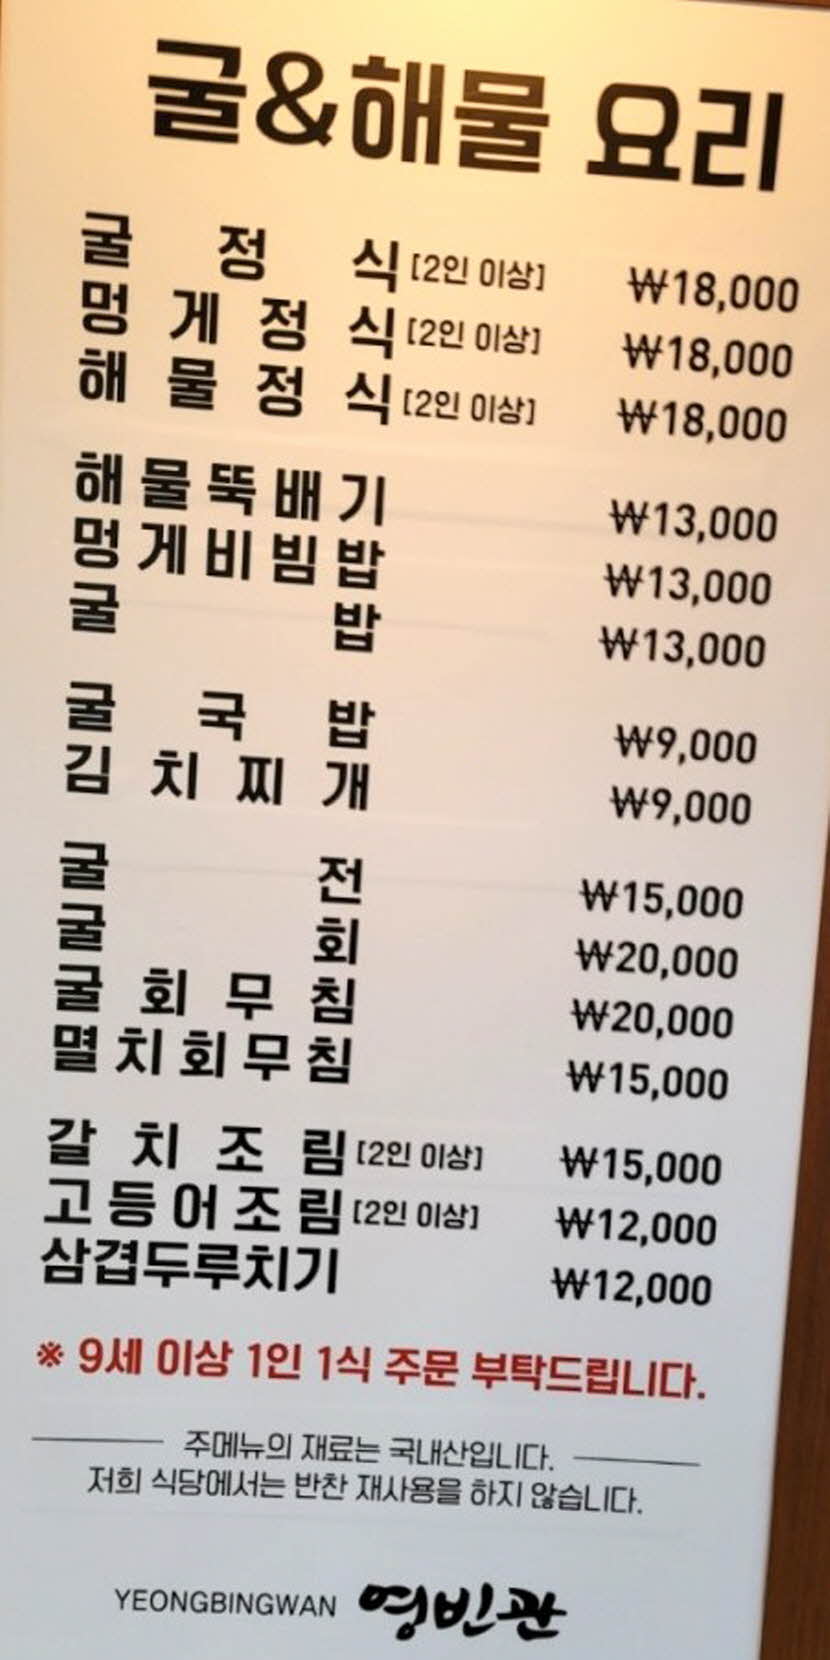 굴&해물 요리
굴정식 [2인 이상] ₩18,000
멍게정식 [2인 이상] ₩18,000
해물정식 [2인 이상] ₩18,000
해물뚝배기 ₩13,000
멍게비빔밥 ₩13,000
굴밥 ₩13,000
굴국밥 ₩9,000
김치찌개 ₩9,000
굴전 ₩15,000
굴회 ₩20,000
굴회무침 ₩20,000
멸치회무침 ₩15,000
갈치조림 [2인 이상] ₩15,000
고등어조림 [2인 이상] ₩12,000
삼겹두루치기 ₩12,000
※ 9세 이상 1인 1식 주문 부탁드립니다.
주메뉴의 재료는 국내산입니다.
저희 식당에서는 반찬 재사용을 하지 않습니다.
YEONGBINGWAN 영빈관